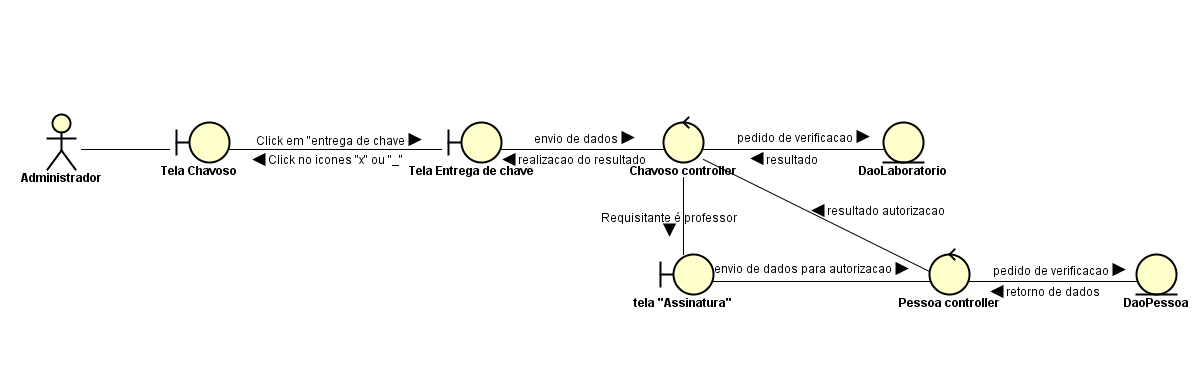 Click em "entrega de chave
Click no icones "x" ou "_"
envio de dados
realizacao do resultado
pedido de verificacao
resultado
Administrador
Tela Chavoso
Tela Entrega de chave
Chavoso controller
DaoLaboratorio
resultado autorizacao
Requisitante é professor
envio de dados para autorizacao
pedido de verificacao
retorno de dados
tela "Assinatura"
Pessoa controller
DaoPessoa